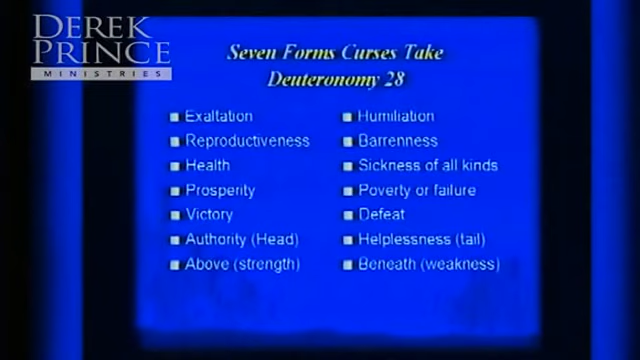 DEREK
PRINCE
MINISTRIES
Seven Forms Curses Take
Deuteronomy 28
Exaltation
Reproductiveness
Health
Prosperity
Victory
Authority (Head)
Above (strength)
Humiliation
Barrenness
Sickness of all kinds
Poverty or failure
Defeat
Helplessness (tail)
Beneath (weakness)